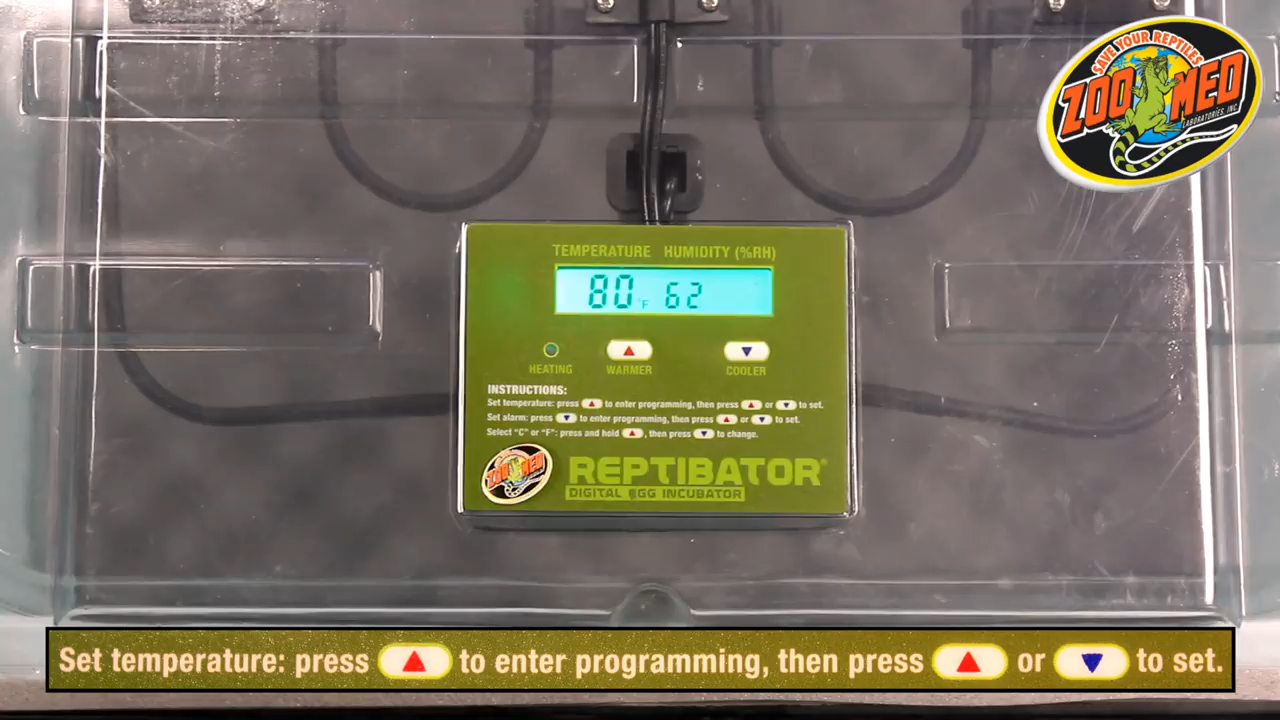 SAVE YOUR REPTILES
ZOO MED
LABORATORIES, INC
TEMPERATURE HUMIDITY (%RH)
80 °F 62
HEATING WARMER COOLER
INSTRUCTIONS:
Set temperature: press ▲ to enter programming, then press ▲ or ▼ to set.
Set alarm: press ▼ to enter programming, then press ▲ or ▼ to set.
Select "C" or "F": press and hold ▲, then press ▼ to change.
ZOO MED
REPTIBATOR®
DIGITAL EGG INCUBATOR
Set temperature: press ▲ to enter programming, then press ▲ or ▼ to set.